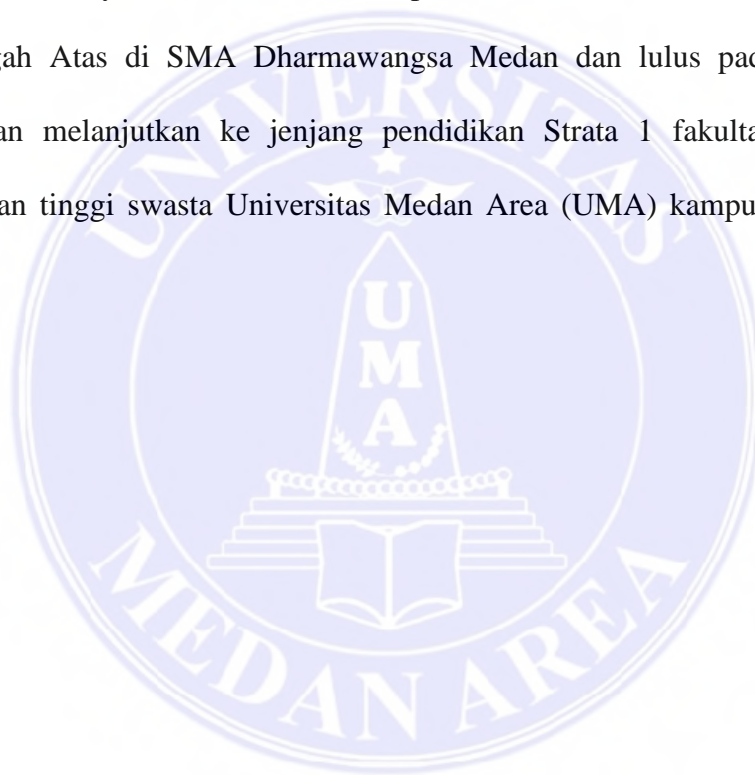 gah Atas di SMA Dharmawangsa Medan dan lulus pad
an melanjutkan ke jenjang pendidikan Strata 1 fakulta
an tinggi swasta Universitas Medan Area (UMA) kampu
UNIVERSITAS
U
M
A
MEDAN AREA